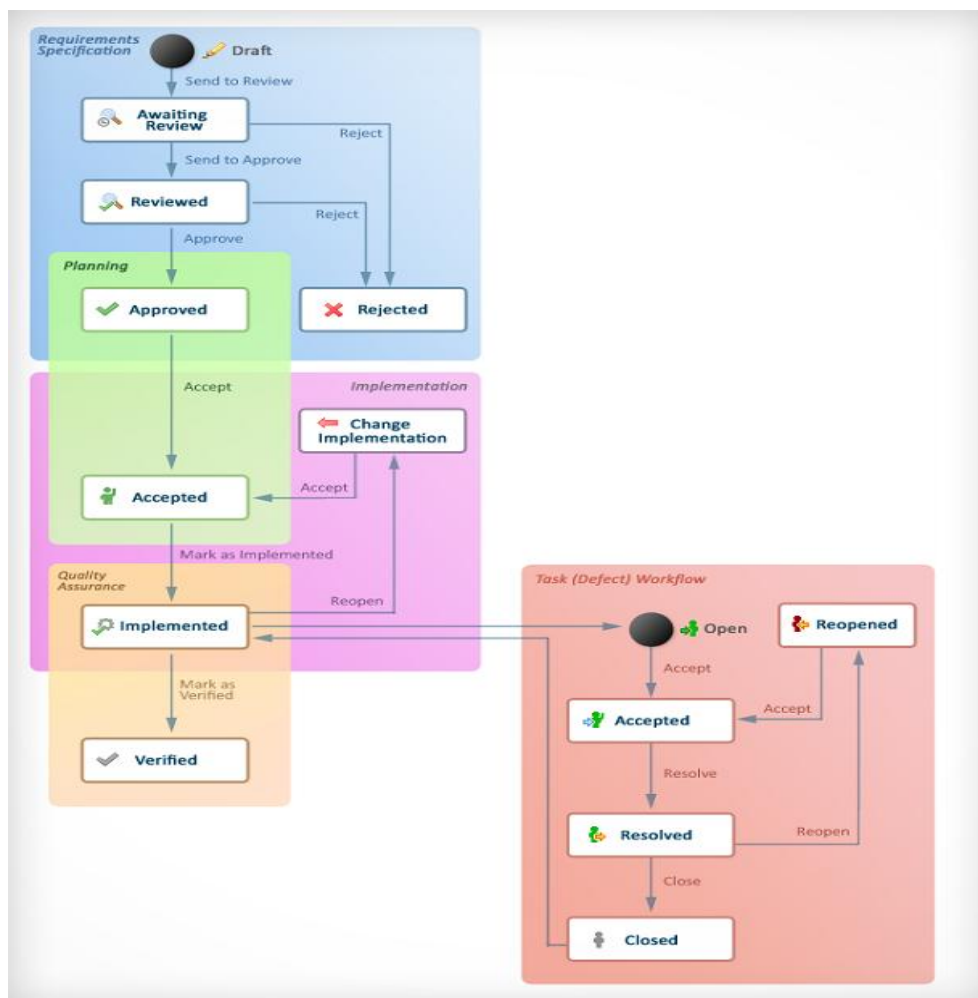 Requirements
Specification
Draft
Send to Review
Awaiting
Review
Reject
Send to Approve
Reviewed
Reject
Approve
Planning
Approved
Rejected
Accept
Implementation
Change
Implementation
Accepted
Accept
Mark as Implemented
Quality
Assurance
Reopen
Implemented
Mark as
Verified
Verified
Task (Defect) Workflow
Open
Reopened
Accept
Accepted
Accept
Resolve
Resolved
Reopen
Close
Closed